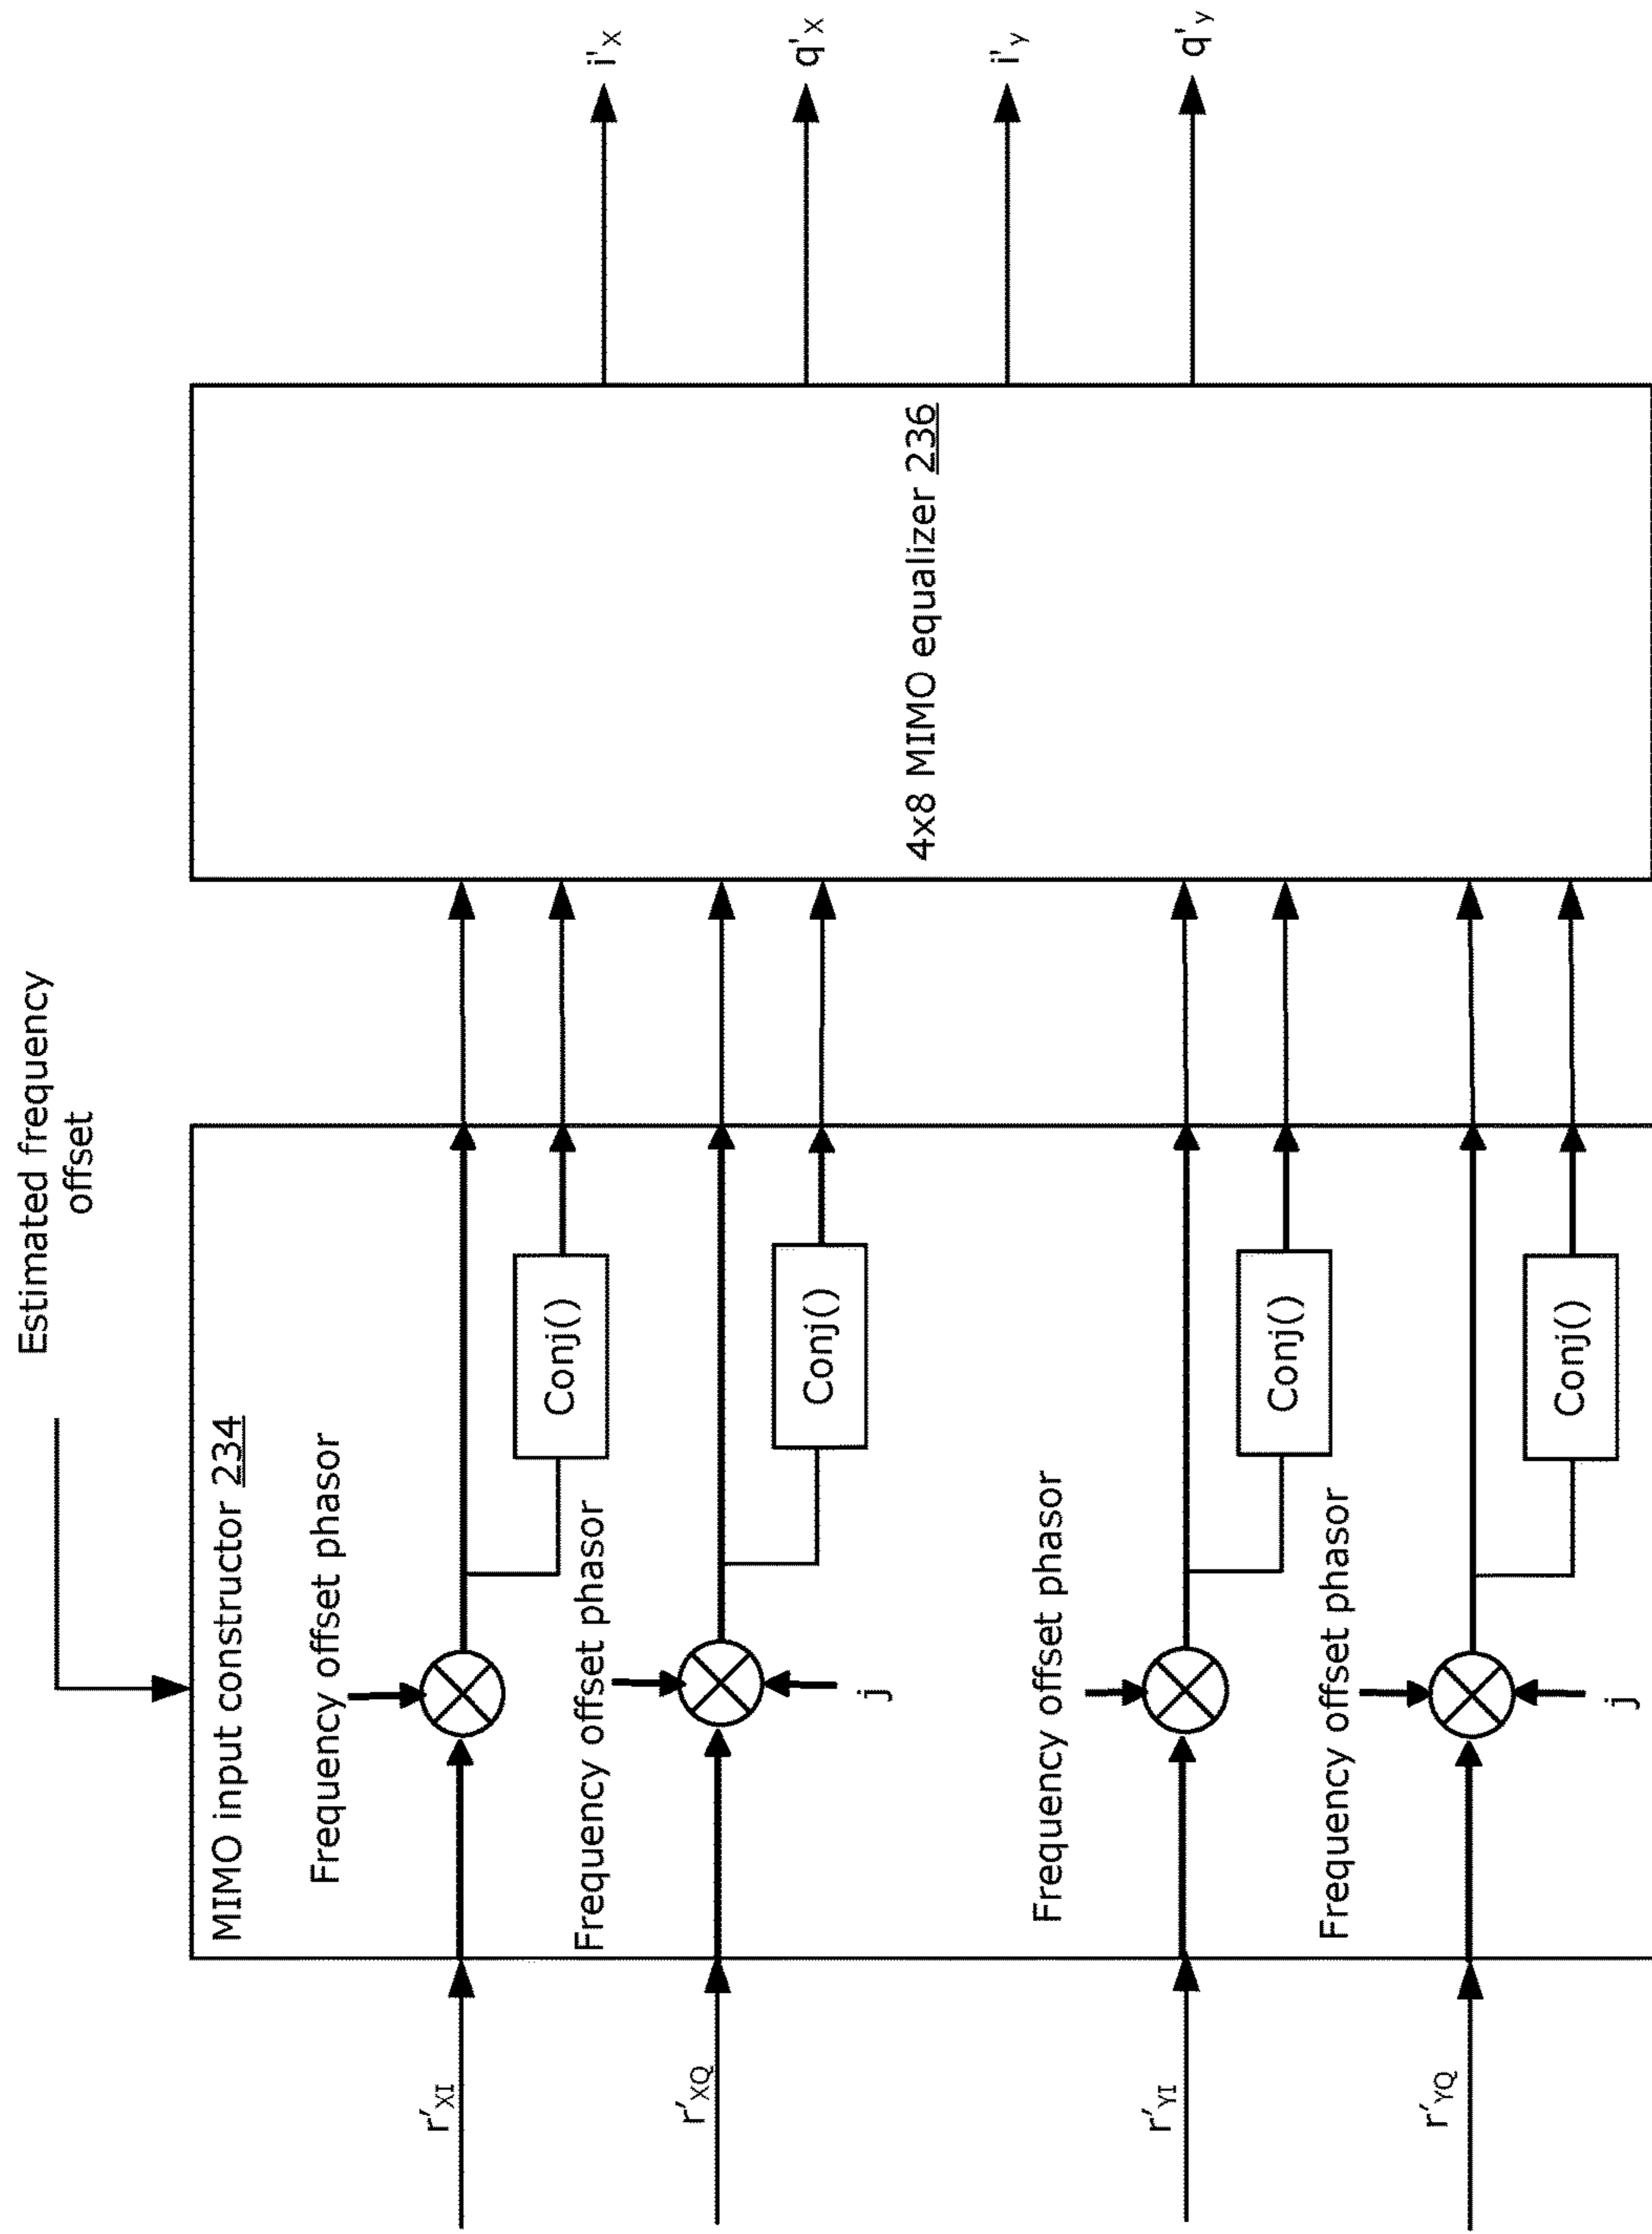 Estimated frequency
offset
MIMO input constructor 234
4x8 MIMO equalizer 236
Frequency offset phasor
r′XI
Conj()
i'X
Frequency offset phasor
r′XQ
j
Conj()
q'X
Frequency offset phasor
r′YI
Conj()
i'y
Frequency offset phasor
r′YQ
j
Conj()
q'y